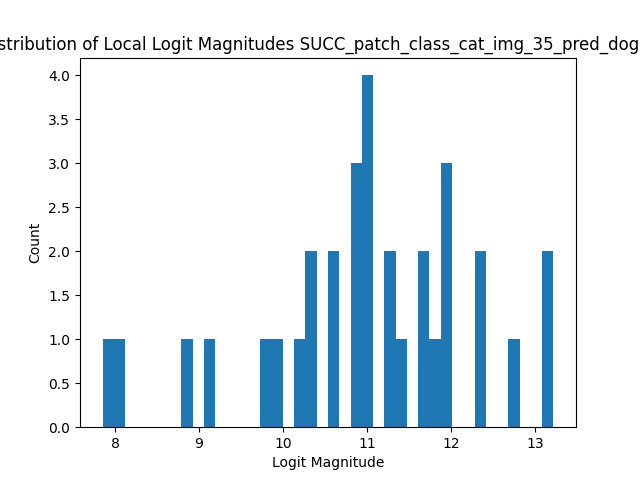 stribution of Local Logit Magnitudes SUCC_patch_class_cat_img_35_pred_dog
4.0
3.5
3.0
2.5
2.0
1.5
1.0
0.5
0.0
Count
8 9 10 11 12 13
Logit Magnitude